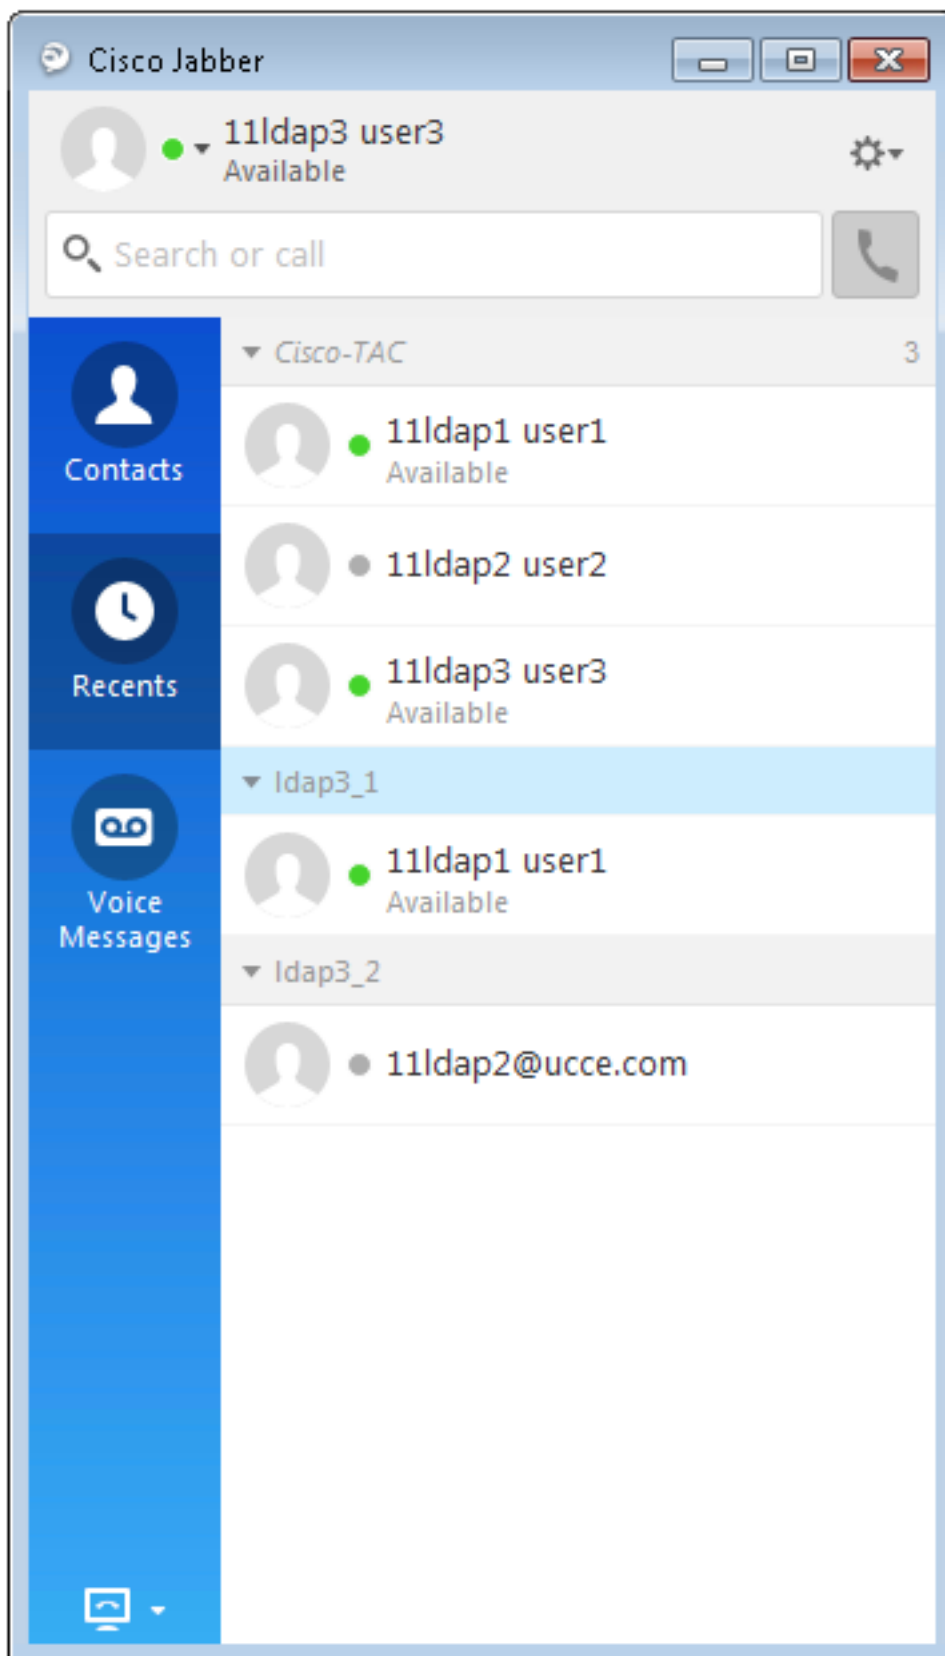 Cisco Jabber
11ldap3 user3
Available
Search or call
Contacts
Recents
Voice
Messages
Cisco-TAC 3
11ldap1 user1
Available
11ldap2 user2
11ldap3 user3
Available
ldap3_1
11ldap1 user1
Available
ldap3_2
11ldap2@ucce.com